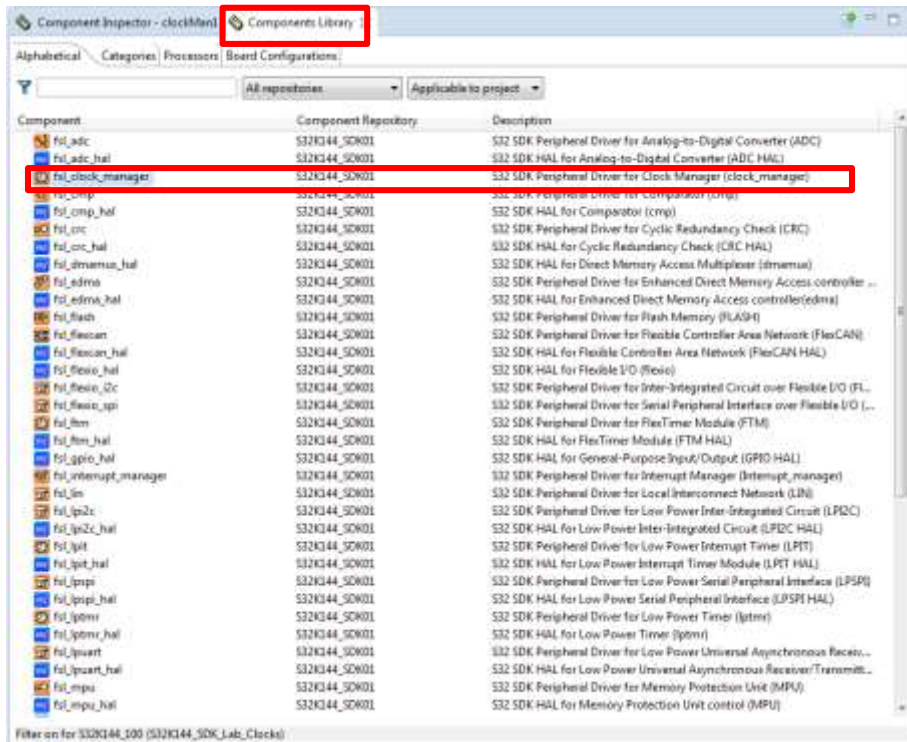 Component Inspector - clockMan1 Components Library
Alphabetical Categories Processors Board Configurations
All repositories Applicable to project
Component Component Repository Description
fsl_adc S32K144_SDK01 S32 SDK Peripheral Driver for Analog-to-Digital Converter (ADC)
fsl_adc_hal S32K144_SDK01 S32 SDK HAL for Analog-to-Digital Converter (ADC HAL)
fsl_clock_manager S32K144_SDK01 S32 SDK Peripheral Driver for Clock Manager (clock_manager)
fsl_cmp S32K144_SDK01 S32 SDK Peripheral Driver for Comparator (cmp)
fsl_cmp_hal S32K144_SDK01 S32 SDK HAL for Comparator (cmp)
fsl_crc S32K144_SDK01 S32 SDK Peripheral Driver for Cyclic Redundancy Check (CRC)
fsl_crc_hal S32K144_SDK01 S32 SDK HAL for Cyclic Redundancy Check (CRC HAL)
fsl_dmamux_hal S32K144_SDK01 S32 SDK HAL for Direct Memory Access Multiplexer (dmamux)
fsl_edma S32K144_SDK01 S32 SDK Peripheral Driver for Enhanced Direct Memory Access controller ...
fsl_edma_hal S32K144_SDK01 S32 SDK HAL for Enhanced Direct Memory Access controller(edma)
fsl_flash S32K144_SDK01 S32 SDK Peripheral Driver for Flash Memory (FLASH)
fsl_flexcan S32K144_SDK01 S32 SDK Peripheral Driver for Flexible Controller Area Network (FlexCAN)
fsl_flexcan_hal S32K144_SDK01 S32 SDK HAL for Flexible Controller Area Network (FlexCAN HAL)
fsl_flexio_hal S32K144_SDK01 S32 SDK HAL for Flexible I/O (flexio)
fsl_flexio_i2c S32K144_SDK01 S32 SDK Peripheral Driver for Inter-Integrated Circuit over Flexible I/O (Fl...
fsl_flexio_spi S32K144_SDK01 S32 SDK Peripheral Driver for Serial Peripheral Interface over Flexible I/O (...
fsl_ftm S32K144_SDK01 S32 SDK Peripheral Driver for FlexTimer Module (FTM)
fsl_ftm_hal S32K144_SDK01 S32 SDK HAL for FlexTimer Module (FTM HAL)
fsl_gpio_hal S32K144_SDK01 S32 SDK HAL for General-Purpose Input/Output (GPIO HAL)
fsl_interrupt_manager S32K144_SDK01 S32 SDK Peripheral Driver for Interrupt Manager (Interrupt_manager)
fsl_lin S32K144_SDK01 S32 SDK Peripheral Driver for Local Interconnect Network (LIN)
fsl_lpi2c S32K144_SDK01 S32 SDK Peripheral Driver for Low Power Inter-Integrated Circuit (LPI2C)
fsl_lpi2c_hal S32K144_SDK01 S32 SDK HAL for Low Power Inter-Integrated Circuit (LPI2C HAL)
fsl_lpit S32K144_SDK01 S32 SDK Peripheral Driver for Low Power Interrupt Timer (LPIT)
fsl_lpit_hal S32K144_SDK01 S32 SDK HAL for Low Power Interrupt Timer Module (LPIT HAL)
fsl_lpspi S32K144_SDK01 S32 SDK Peripheral Driver for Low Power Serial Peripheral Interface (LPSPI)
fsl_lpspi_hal S32K144_SDK01 S32 SDK HAL for Low Power Serial Peripheral Interface (LPSPI HAL)
fsl_lptmr S32K144_SDK01 S32 SDK Peripheral Driver for Low Power Timer (lptmr)
fsl_lptmr_hal S32K144_SDK01 S32 SDK HAL for Low Power Timer (lptmr)
fsl_lpuart S32K144_SDK01 S32 SDK Peripheral Driver for Low Power Universal Asynchronous Receiv...
fsl_lpuart_hal S32K144_SDK01 S32 SDK HAL for Low Power Universal Asynchronous Receiver/Transmitt...
fsl_mpu S32K144_SDK01 S32 SDK Peripheral Driver for Memory Protection Unit (MPU)
fsl_mpu_hal S32K144_SDK01 S32 SDK HAL for Memory Protection Unit control (MPU)
Filter on for S32K144_100 (S32K144_SDK_Lab_Clocks)